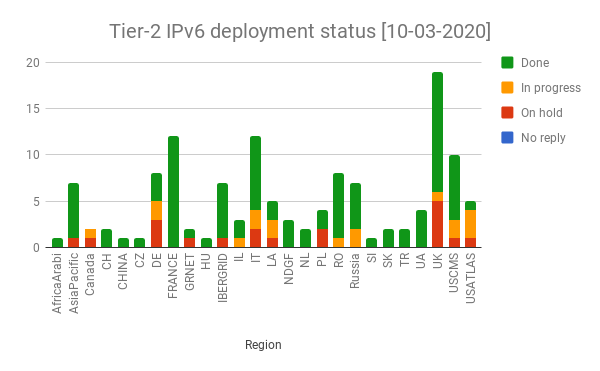 Tier-2 IPv6 deployment status [10-03-2020]
20
15
10
5
0
Done
In progress
On hold
No reply
AfricaArabi
AsiaPacific
Canada
CH
CHINA
CZ
DE
FRANCE
GRNET
HU
IBERGRID
IL
IT
LA
NDGF
NL
PL
RO
Russia
SI
SK
TR
UA
UK
USCMS
USATLAS
Region